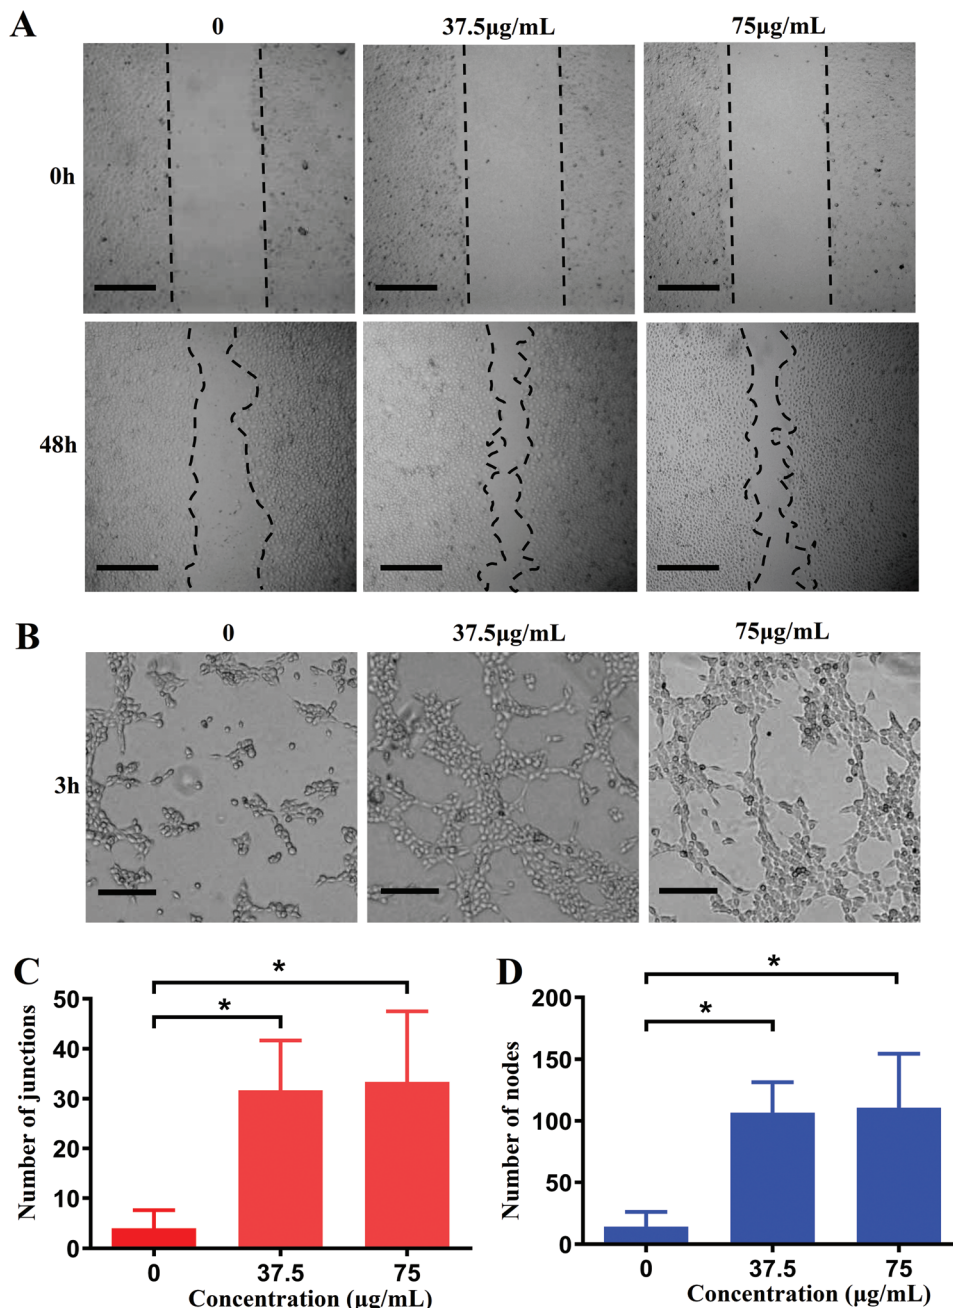 A
0
37.5μg/mL
75μg/mL
0h
48h
B
0
37.5μg/mL
75μg/mL
3h
C
*
*
Number of junctions
50
40
30
20
10
0
0
37.5
75
Concentration (μg/mL)
D
*
*
Number of nodes
200
150
100
50
0
0
37.5
75
Concentration (μg/mL)